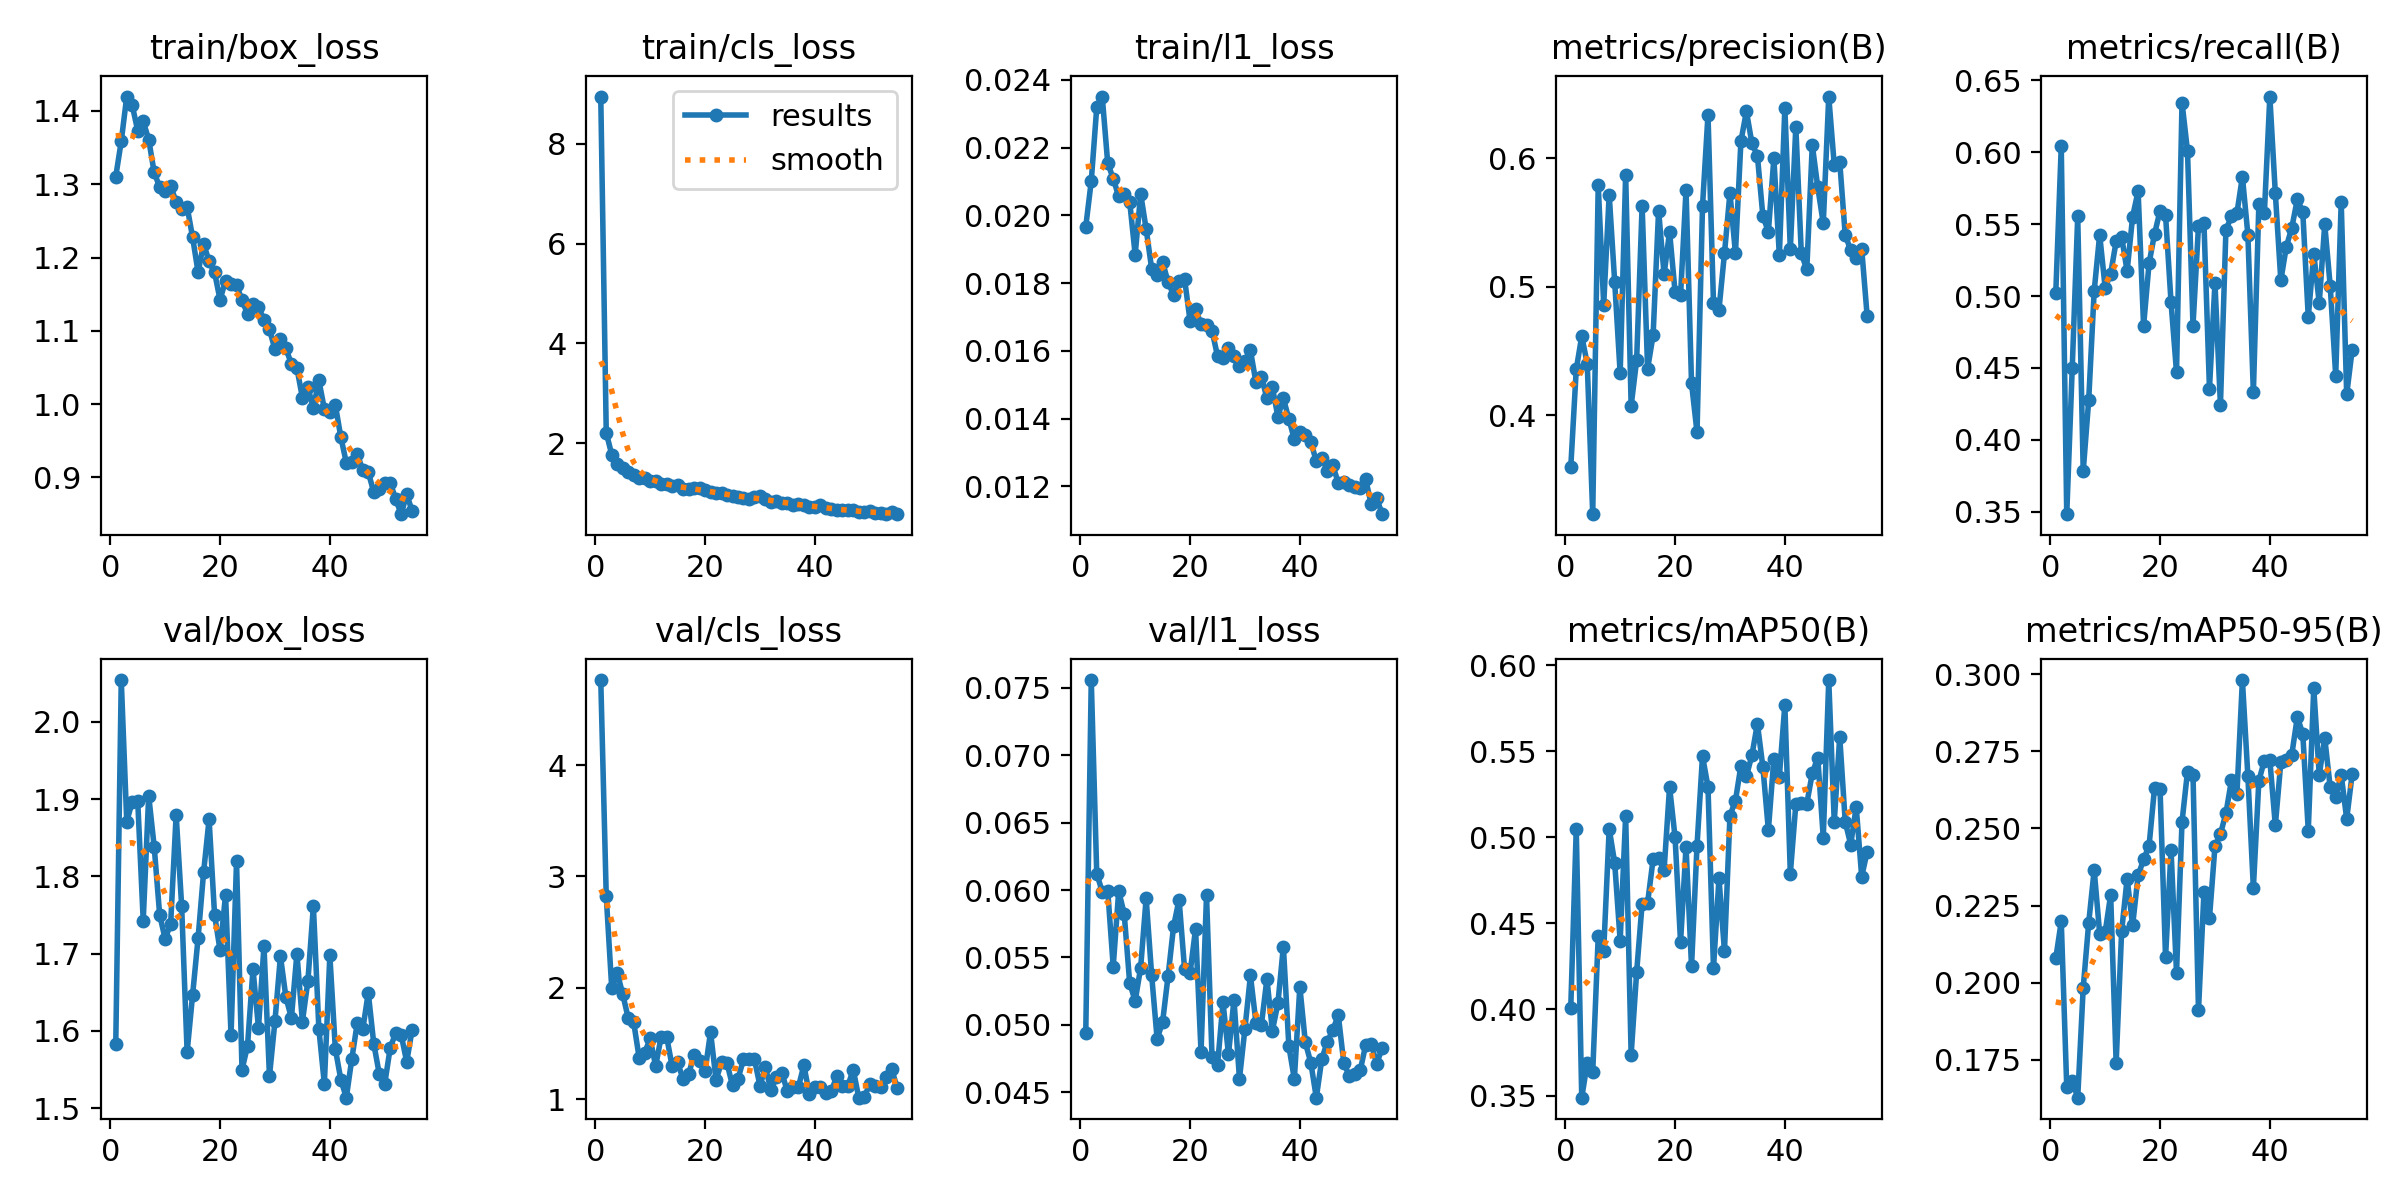 train/box_loss
1.4
1.3
1.2
1.1
1.0
0.9
0 20 40
train/cls_loss
results
smooth
8
6
4
2
0 20 40
train/l1_loss
0.024
0.022
0.020
0.018
0.016
0.014
0.012
0 20 40
metrics/precision(B)
0.6
0.5
0.4
0 20 40
metrics/recall(B)
0.65
0.60
0.55
0.50
0.45
0.40
0.35
0 20 40
val/box_loss
2.0
1.9
1.8
1.7
1.6
1.5
0 20 40
val/cls_loss
4
3
2
1
0 20 40
val/l1_loss
0.075
0.070
0.065
0.060
0.055
0.050
0.045
0 20 40
metrics/mAP50(B)
0.60
0.55
0.50
0.45
0.40
0.35
0 20 40
metrics/mAP50-95(B)
0.300
0.275
0.250
0.225
0.200
0.175
0 20 40